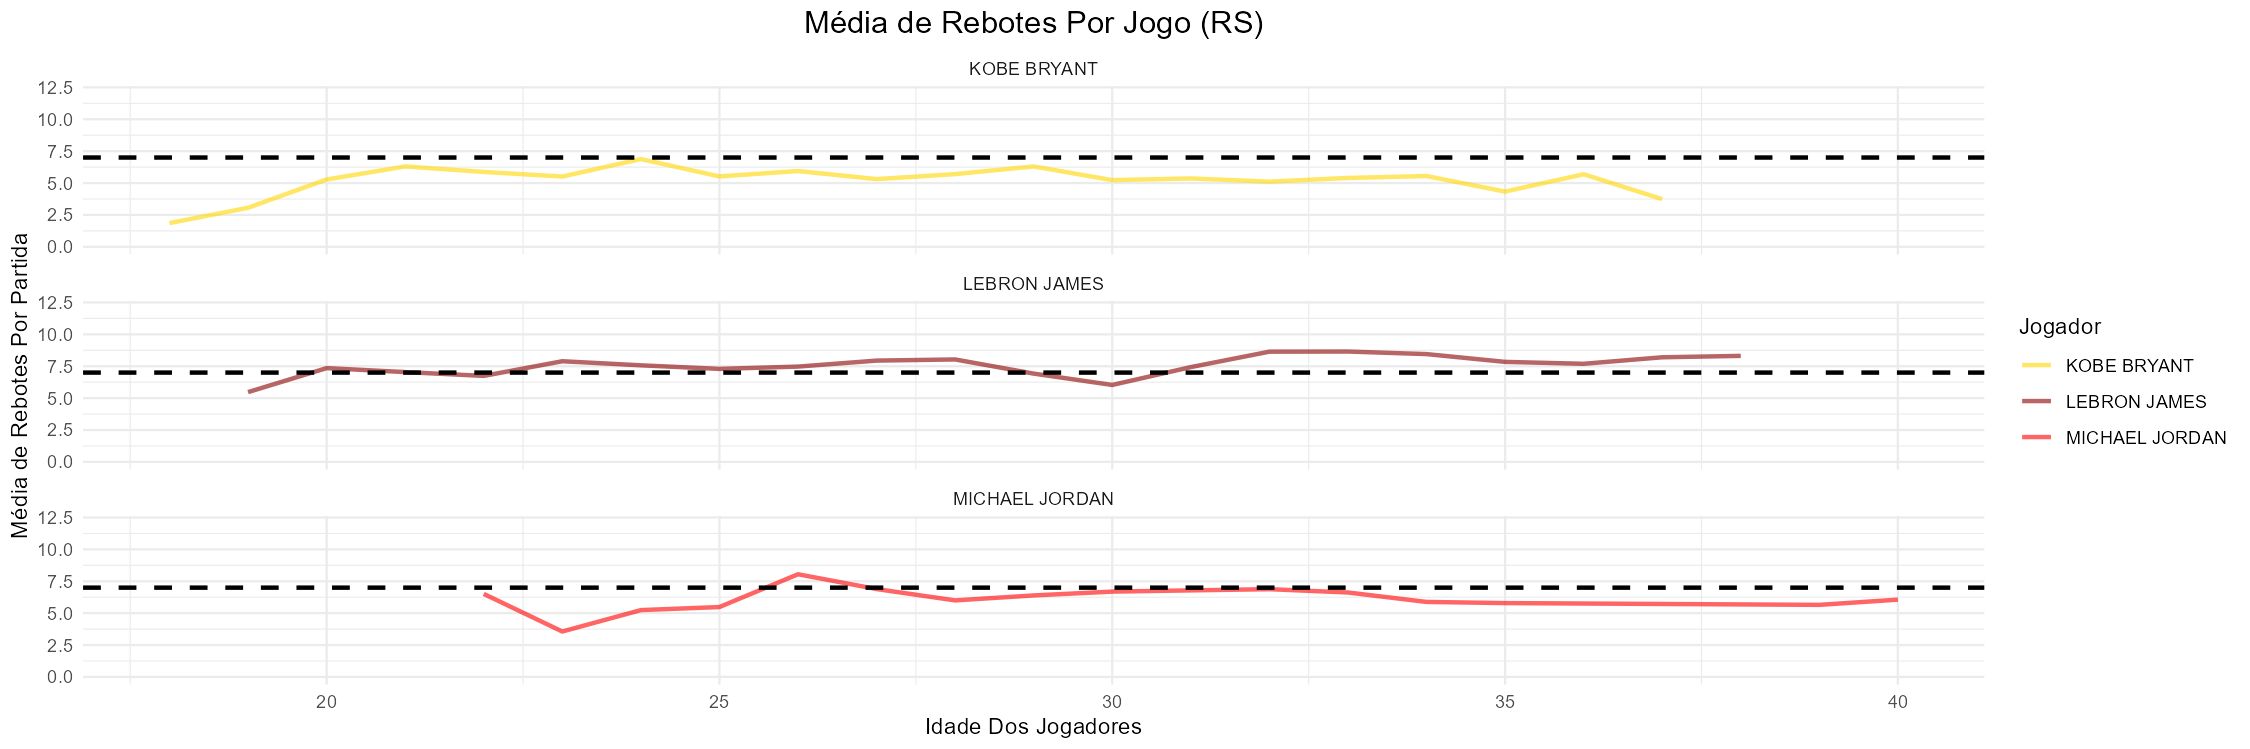 Média de Rebotes Por Jogo (RS)
Média de Rebotes Por Partida
KOBE BRYANT
12.5
10.0
7.5
5.0
2.5
0.0
LEBRON JAMES
12.5
10.0
7.5
5.0
2.5
0.0
MICHAEL JORDAN
12.5
10.0
7.5
5.0
2.5
0.0
20 25 30 35 40
Idade Dos Jogadores
Jogador
KOBE BRYANT
LEBRON JAMES
MICHAEL JORDAN